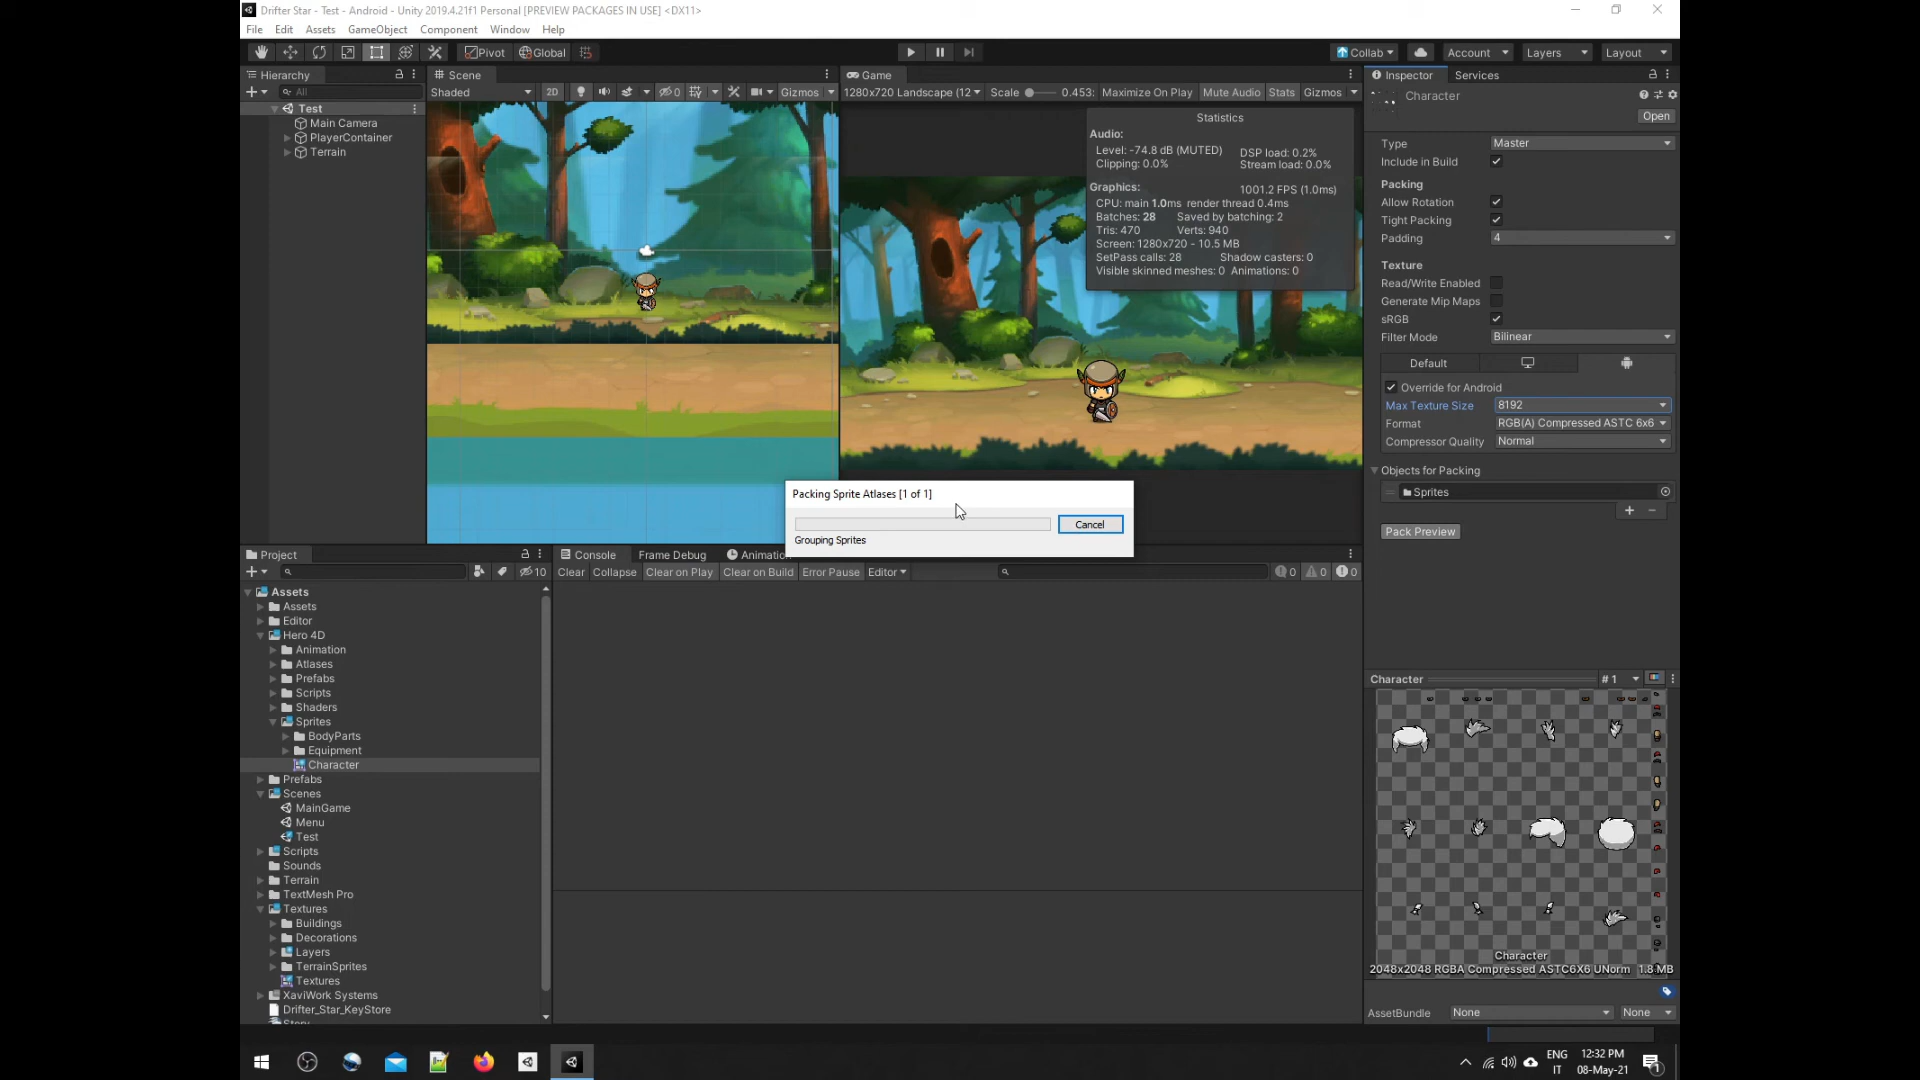 Drifter Star - Test - Android - Unity 2019.4.21f1 Personal [PREVIEW PACKAGES IN USE] <DX11>
File Edit Assets GameObject Component Window Help
Pivot Global Collab Account Layers Layout
Hierarchy
All
Test
Main Camera
PlayerContainer
Terrain
Scene
Shaded 2D 0 Gizmos
Game
1280x720 Landscape (12 Scale 0.453: Maximize On Play Mute Audio Stats Gizmos
Statistics
Audio:
Level: -74.8 dB (MUTED) DSP load: 0.2%
Clipping: 0.0% Stream load: 0.0%
Graphics: 1001.2 FPS (1.0ms)
CPU: main 1.0ms render thread 0.4ms
Batches: 28 Saved by batching: 2
Tris: 470 Verts: 940
Screen: 1280x720 - 10.5 MB
SetPass calls: 28 Shadow casters: 0
Visible skinned meshes: 0 Animations: 0
Inspector Services
Character
Open
Type Master
Include in Build
Packing
Allow Rotation
Tight Packing
Padding 4
Texture
Read/Write Enabled
Generate Mip Maps
sRGB
Filter Mode Bilinear
Default
Override for Android
Max Texture Size 8192
Format RGB(A) Compressed ASTC 6x6
Compressor Quality Normal
Objects for Packing
Sprites
Pack Preview
Packing Sprite Atlases [1 of 1]
Cancel
Grouping Sprites
Project
10
Assets
Assets
Editor
Hero 4D
Animation
Atlases
Prefabs
Scripts
Shaders
Sprites
BodyParts
Equipment
Character
Prefabs
Scenes
MainGame
Menu
Test
Scripts
Sounds
Terrain
TextMesh Pro
Textures
Buildings
Decorations
Layers
TerrainSprites
Textures
XaviWork Systems
Drifter_Star_KeyStore
Console Frame Debug Animatio
Clear Collapse Clear on Play Clear on Build Error Pause Editor 0 0 0
Character #1
Character
2048x2048 RGBA Compressed ASTC6X6 UNorm 1.8 MB
AssetBundle None None
ENG
IT
12:32 PM
08-May-21
1